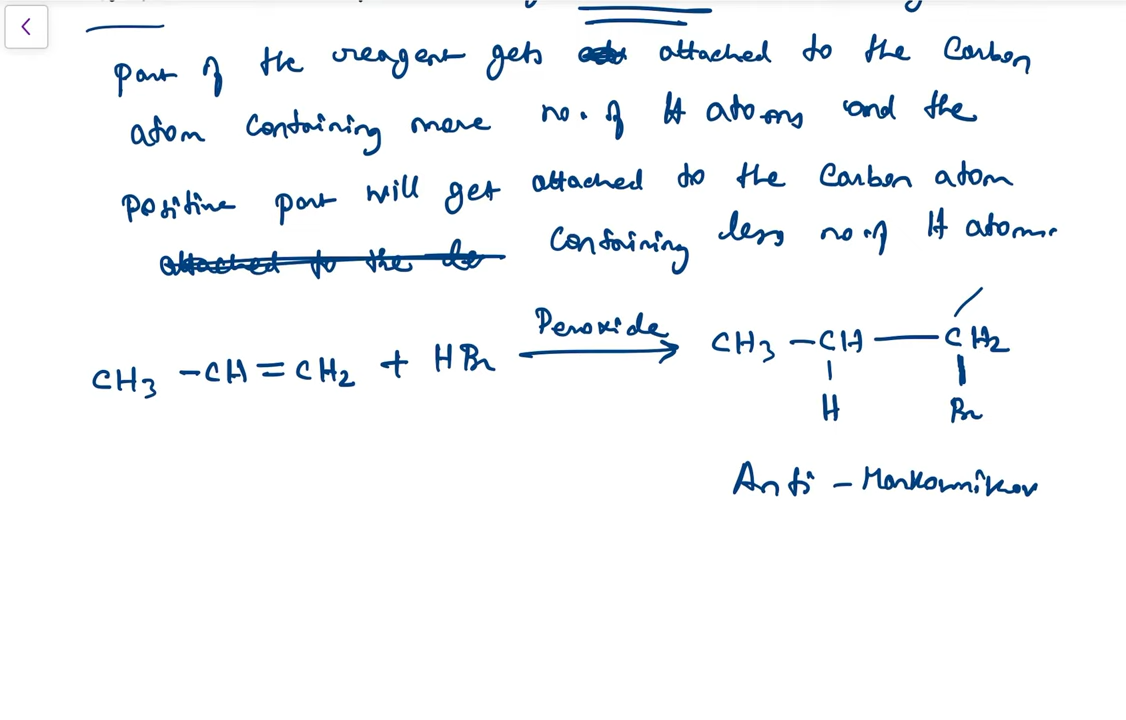 part of the reagent gets attached to the Carbon
atom containing more no. of H atoms and the
positive part will get attached to the Carbon atom
attached to the
containing less no of H atoms
CH3 - CH = CH2 + HBr Peroxide → CH3 - CH - CH2
H Br
Anti - Markovnikov